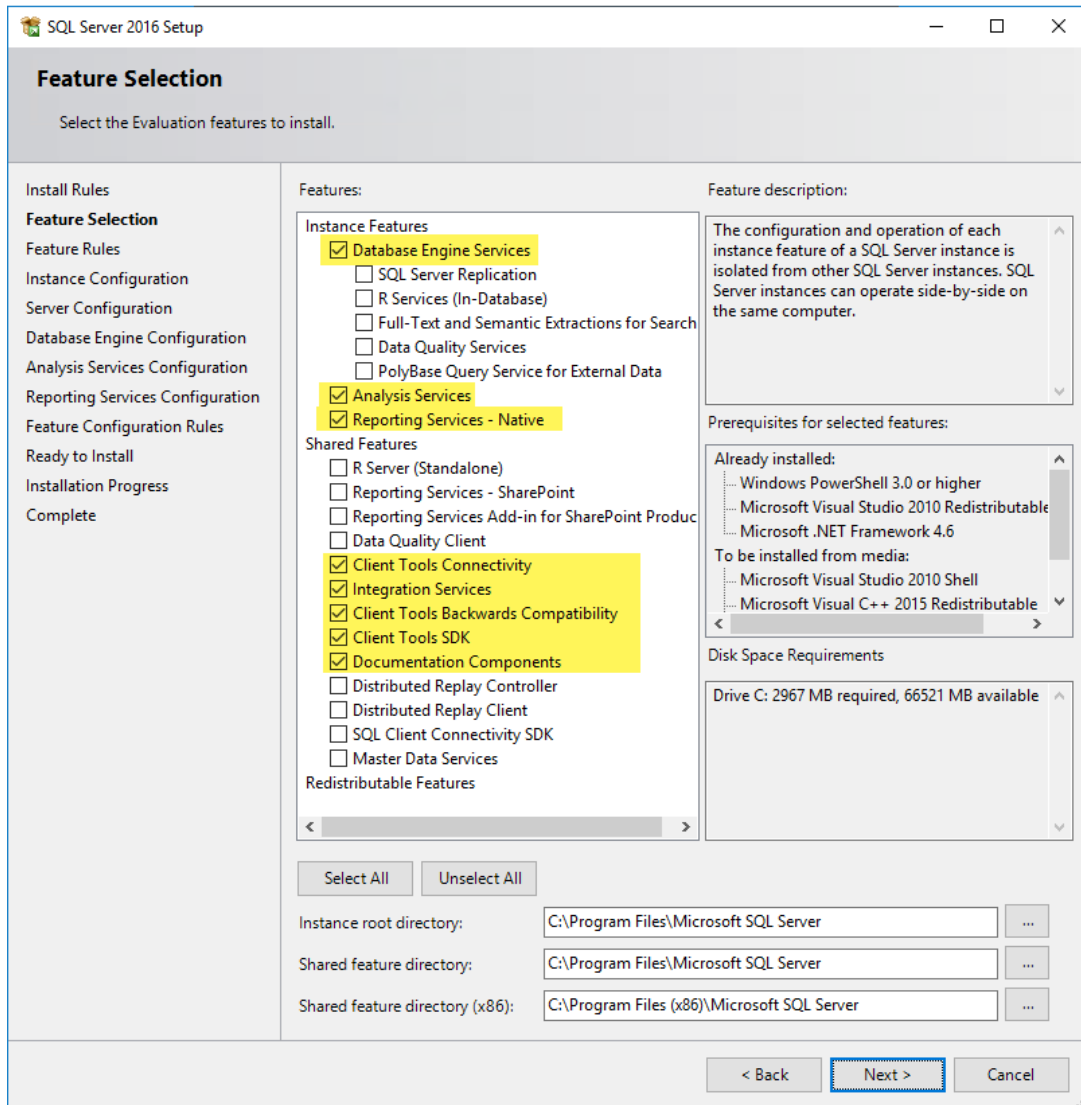 SQL Server 2016 Setup
Feature Selection
Select the Evaluation features to install.
Install Rules
Feature Selection
Feature Rules
Instance Configuration
Server Configuration
Database Engine Configuration
Analysis Services Configuration
Reporting Services Configuration
Feature Configuration Rules
Ready to Install
Installation Progress
Complete
Features:
Instance Features
Database Engine Services
SQL Server Replication
R Services (In-Database)
Full-Text and Semantic Extractions for Search
Data Quality Services
PolyBase Query Service for External Data
Analysis Services
Reporting Services - Native
Shared Features
R Server (Standalone)
Reporting Services - SharePoint
Reporting Services Add-in for SharePoint Produc
Data Quality Client
Client Tools Connectivity
Integration Services
Client Tools Backwards Compatibility
Client Tools SDK
Documentation Components
Distributed Replay Controller
Distributed Replay Client
SQL Client Connectivity SDK
Master Data Services
Redistributable Features
Feature description:
The configuration and operation of each
instance feature of a SQL Server instance is
isolated from other SQL Server instances. SQL
Server instances can operate side-by-side on
the same computer.
Prerequisites for selected features:
Already installed:
Windows PowerShell 3.0 or higher
Microsoft Visual Studio 2010 Redistributable
Microsoft .NET Framework 4.6
To be installed from media:
Microsoft Visual Studio 2010 Shell
Microsoft Visual C++ 2015 Redistributable
Disk Space Requirements
Drive C: 2967 MB required, 66521 MB available
Select All
Unselect All
Instance root directory:
C:\Program Files\Microsoft SQL Server
...
Shared feature directory:
C:\Program Files\Microsoft SQL Server
...
Shared feature directory (x86):
C:\Program Files (x86)\Microsoft SQL Server
...
< Back
Next >
Cancel